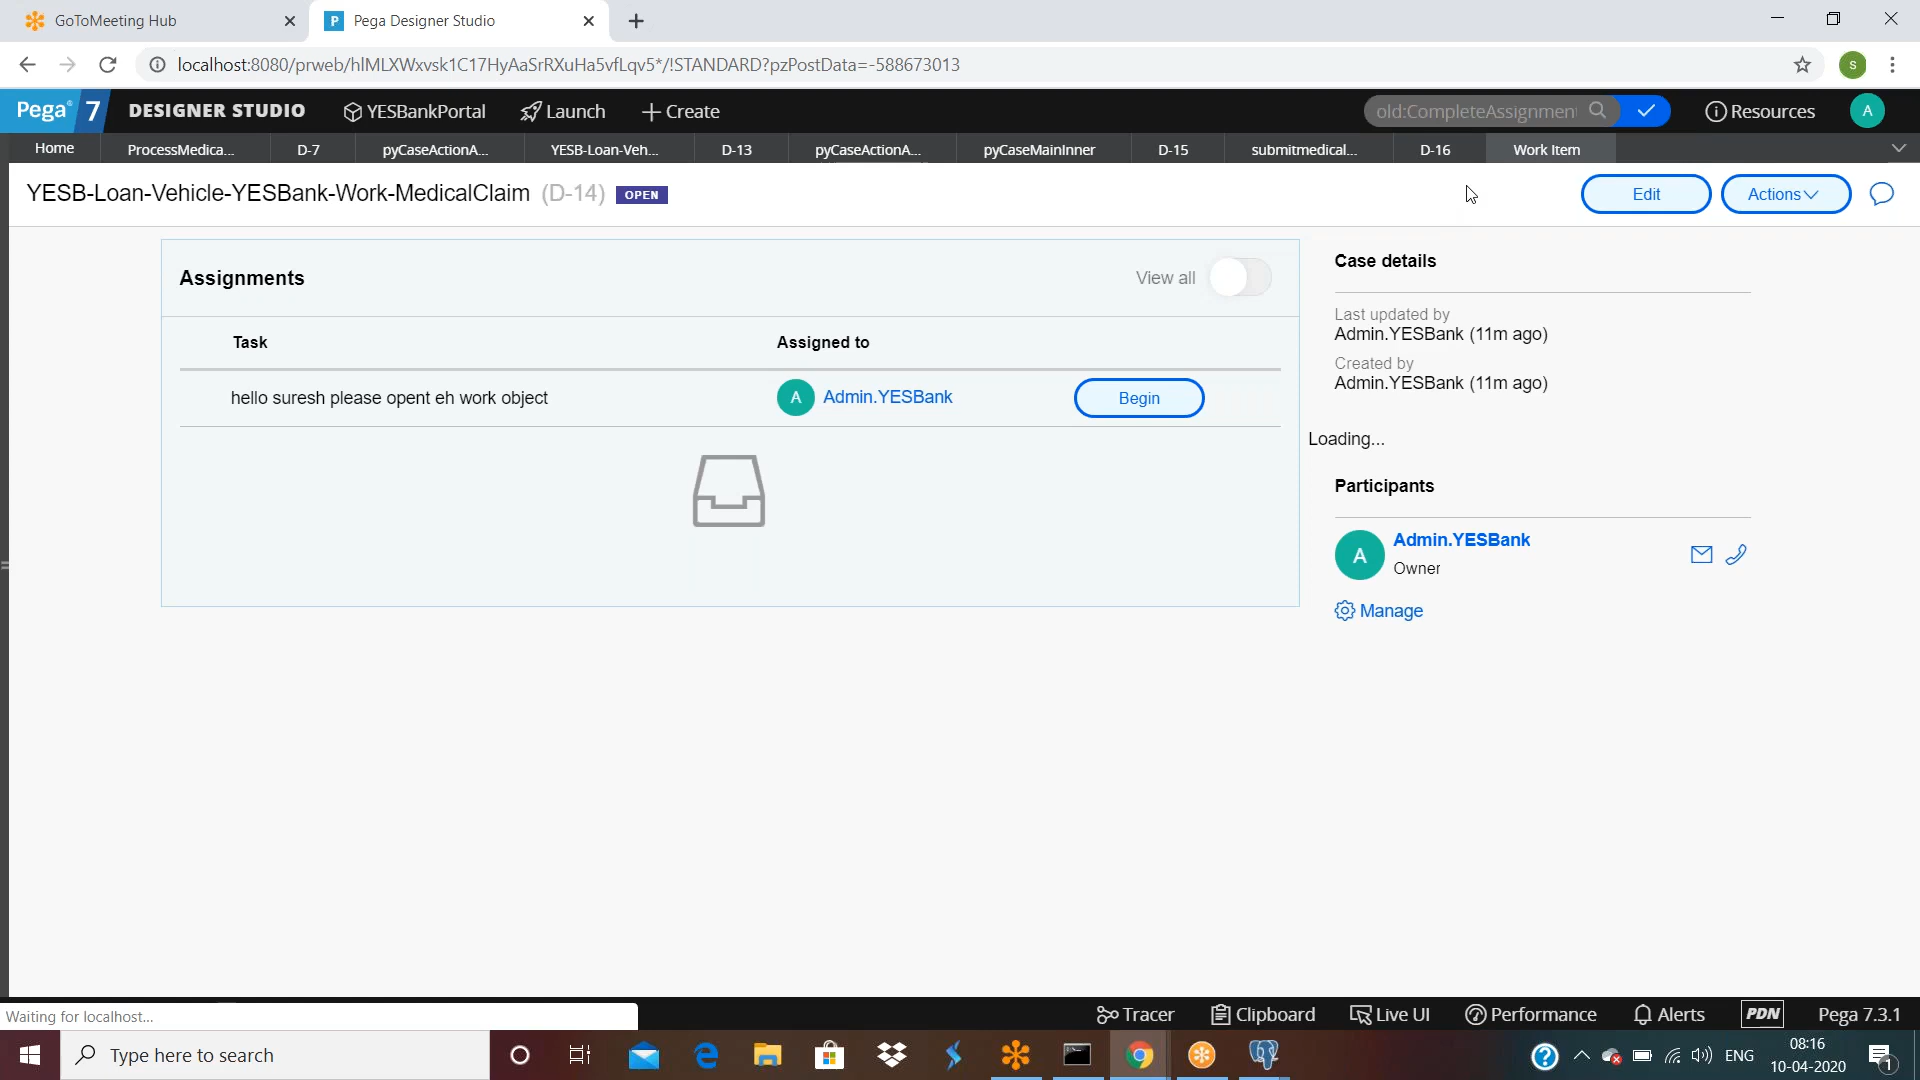 GoToMeeting Hub
P Pega Designer Studio
localhost:8080/prweb/hIMLXWxvsk1C17HyAaSrRXuHa5vfLqv5*/!STANDARD?pzPostData=-588673013
s
Pega 7 DESIGNER STUDIO YESBankPortal Launch Create old:CompleteAssignment Resources A
Home ProcessMedica... D-7 pyCaseActionA... YESB-Loan-Veh... D-13 pyCaseActionA... pyCaseMainInner D-15 submitmedical... D-16 Work Item
YESB-Loan-Vehicle-YESBank-Work-MedicalClaim (D-14) OPEN
Edit Actions
Assignments View all
Task Assigned to
hello suresh please opent eh work object A Admin.YESBank Begin
Case details
Last updated by
Admin.YESBank (11m ago)
Created by
Admin.YESBank (11m ago)
Loading...
Participants
A Admin.YESBank
Owner
Manage
Waiting for localhost...
Tracer Clipboard Live UI Performance Alerts PDN Pega 7.3.1
Type here to search
ENG
08:16
10-04-2020
1